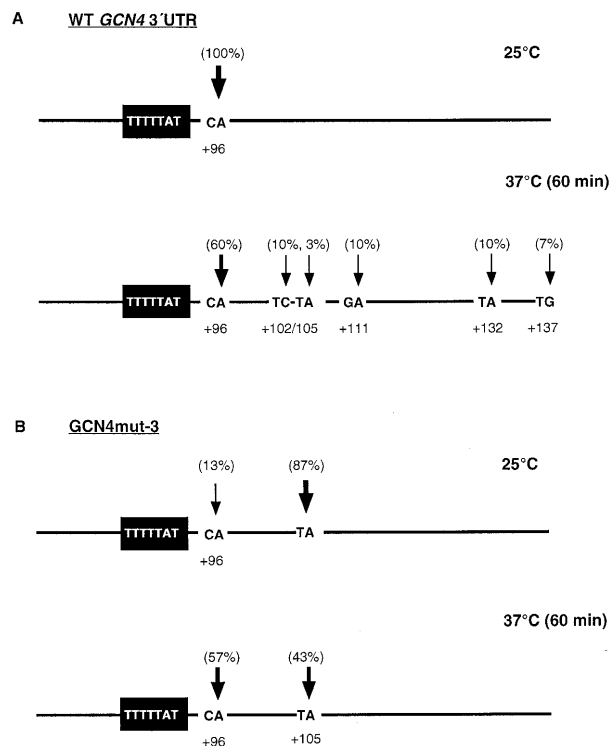 A WT GCN4 3´UTR
(100%) 25°C
TTTTTAT CA
+96
37°C (60 min)
(60%) (10%, 3%) (10%) (10%) (7%)
TTTTTAT CA TC-TA GA TA TG
+96 +102/105 +111 +132 +137
B GCN4mut-3
(13%) (87%) 25°C
TTTTTAT CA TA
+96
37°C (60 min)
(57%) (43%)
TTTTTAT CA TA
+96 +105